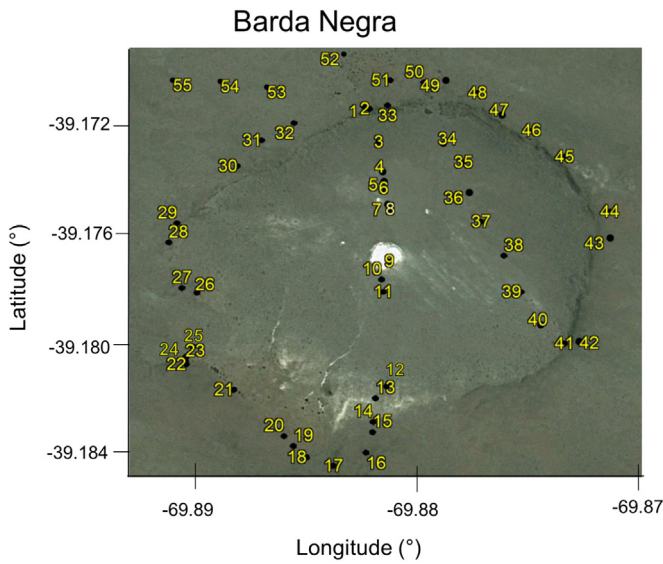 Barda Negra
52
55 54 53 51 50 49 48
1 2 33 47
-39.172
31 32 3 34 46
30 4 35 45
5 6 36
29 7 8 37 44
-39.176
28 38 43
9
10
27 26 11 39
40
25
-39.180
24 23 41 42
22
12
21 13
14 15
20 19
-39.184
18 17 16
-69.89 -69.88 -69.87
Longitude (°)
Latitude (°)